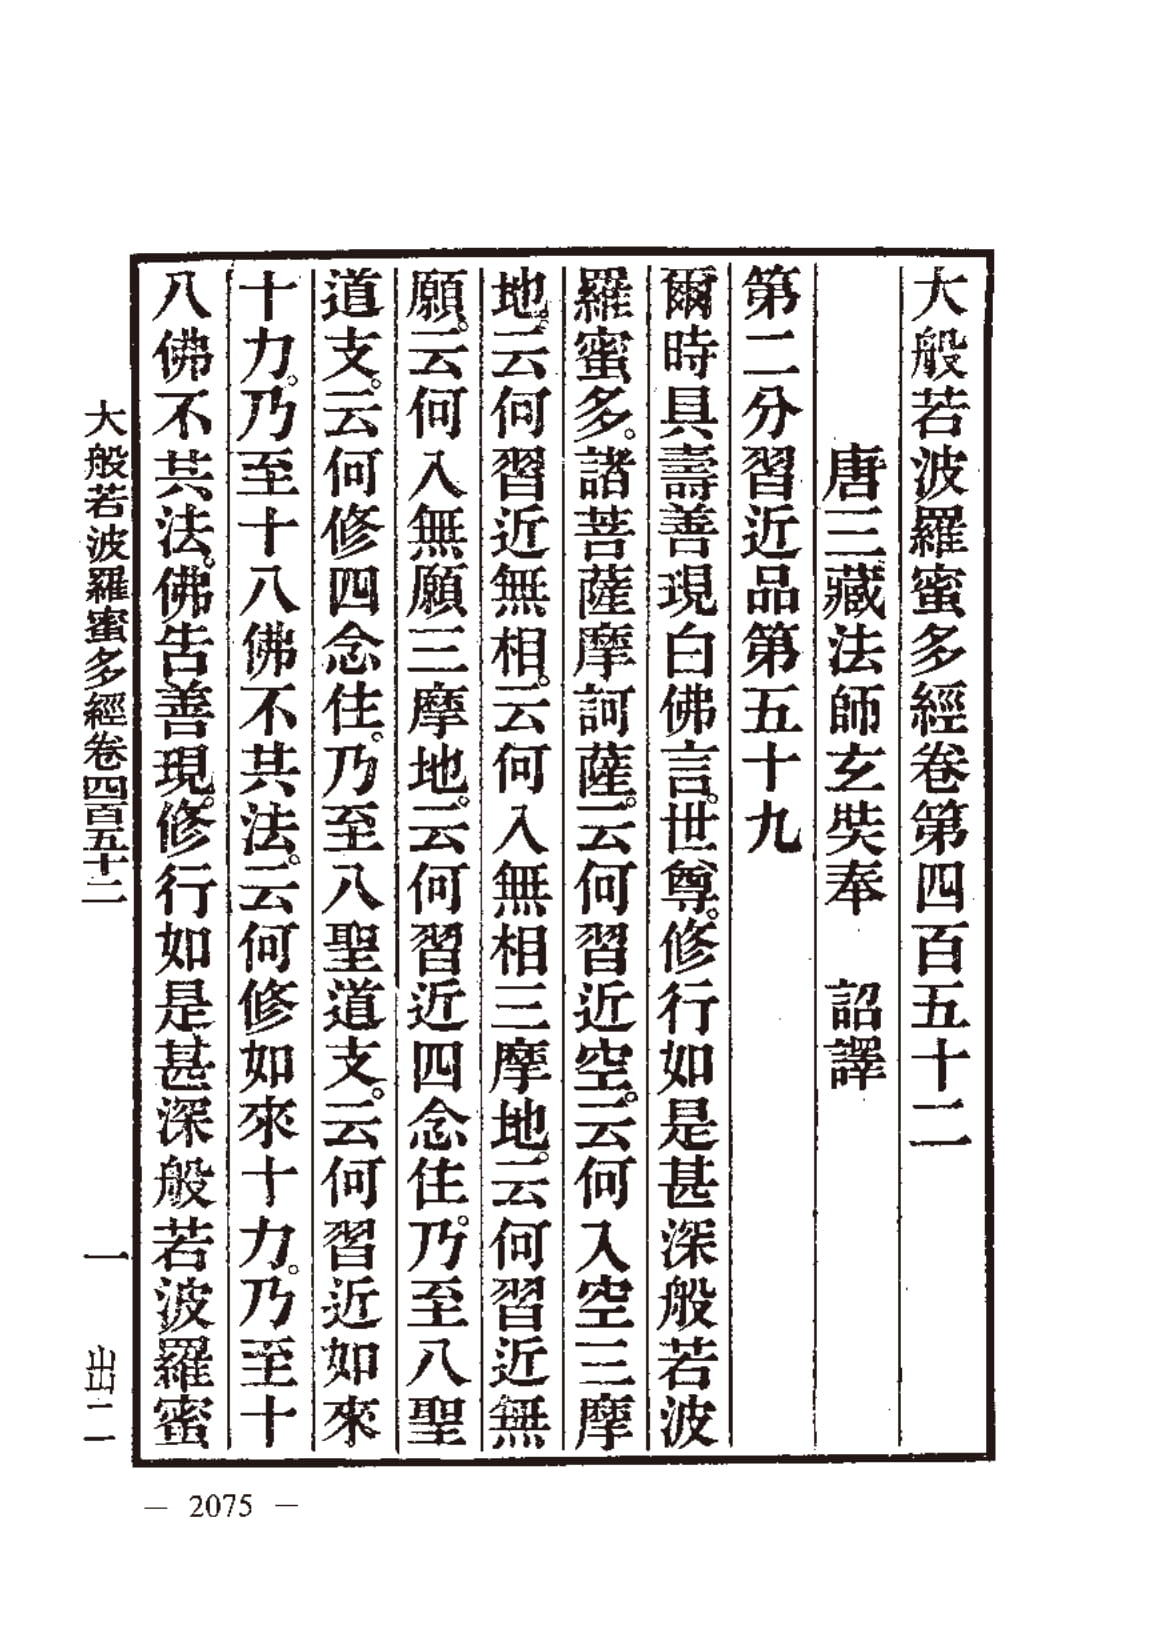 大般若波羅蜜多經卷第四百五十二
唐三藏法師玄奘奉　詔譯
第二分習近品第五十九
爾時具壽善現白佛言。世尊。修行如是甚深般若波
羅蜜多。諸菩薩摩訶薩。云何習近空。云何入空三摩
地。云何習近無相。云何入無相三摩地。云何習近無
願。云何入無願三摩地。云何習近四念住。乃至八聖
道支。云何修四念住。乃至八聖道支。云何習近如來
十力。乃至十八佛不共法。云何修如來十力。乃至十
八佛不共法。佛告善現。修行如是甚深般若波羅蜜
大般若波羅蜜多經卷四百五十二　一　出二
— 2075 —